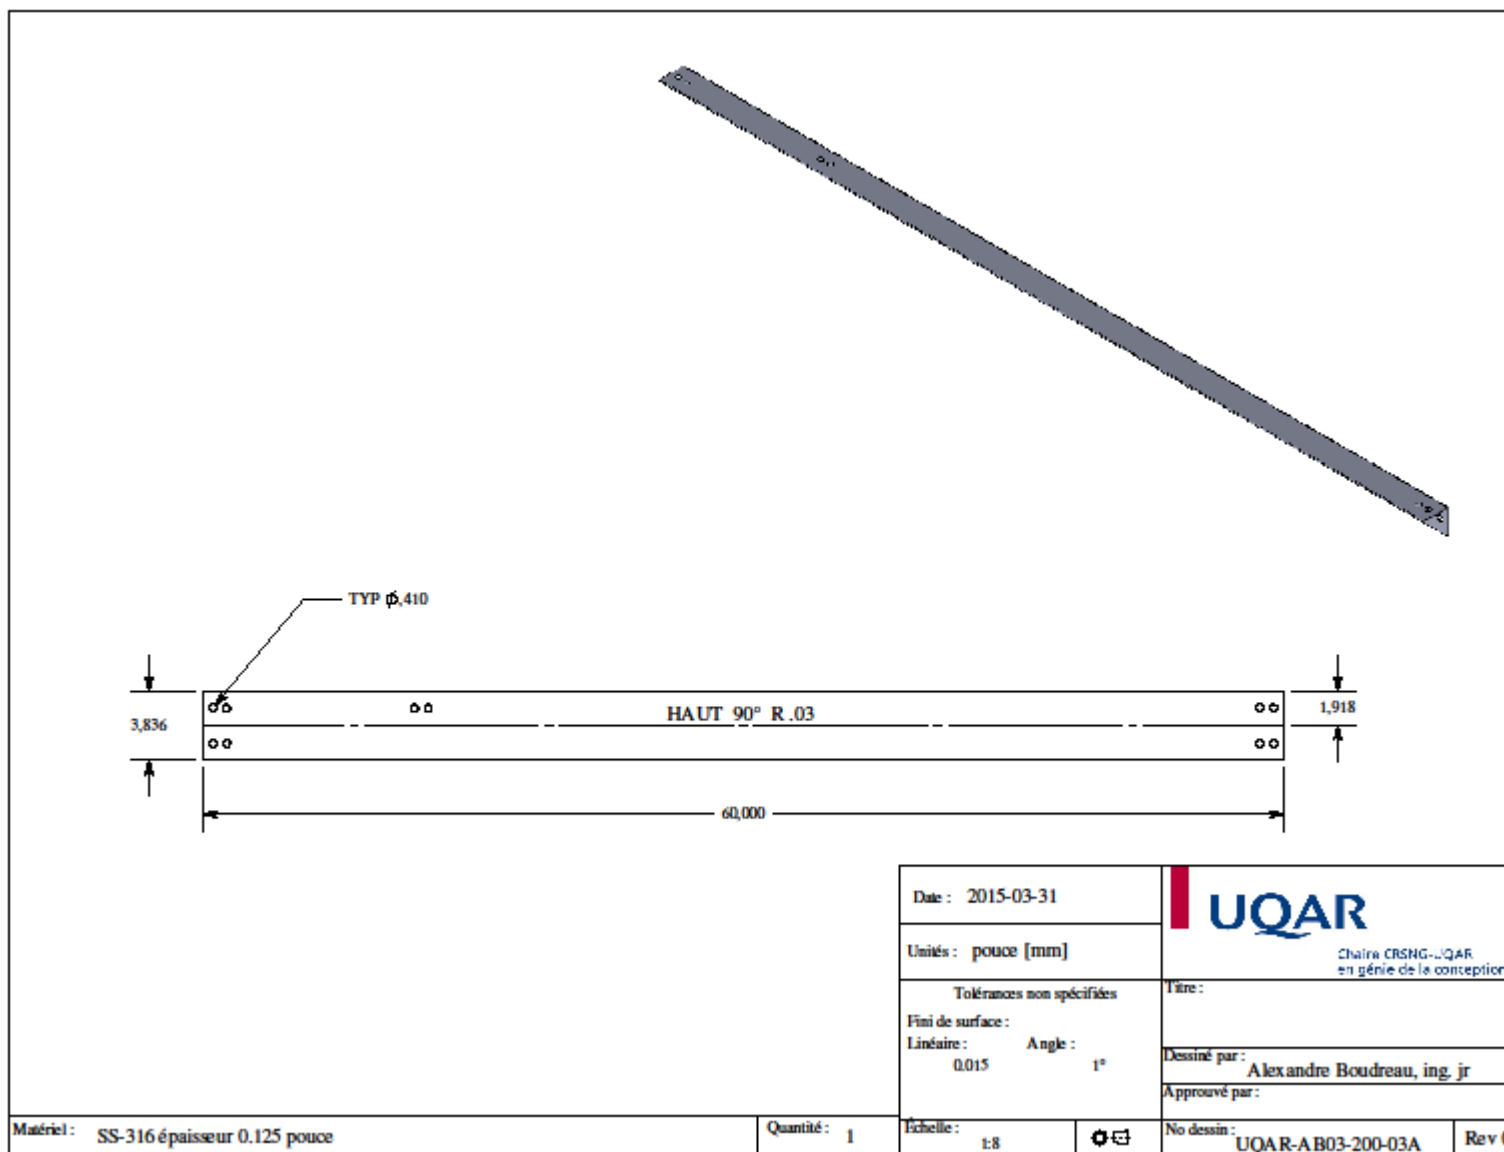 TYP ⌀,410
3,836
HAUT 90° R .03
1,918
60,000
Date : 2015-03-31
UQAR
Chaire CRSNG-UQAR
en génie de la conception
Unités : pouce [mm]
Tolérances non spécifiées
Fini de surface :
Linéaire : Angle :
0.015 1°
Titre :
Dessiné par : Alexandre Boudreau, ing. jr
Approuvé par :
Matériel : SS-316 épaisseur 0.125 pouce
Quantité : 1
Échelle : 1:8
No dessin : UQAR-AB03-200-03A
Rev